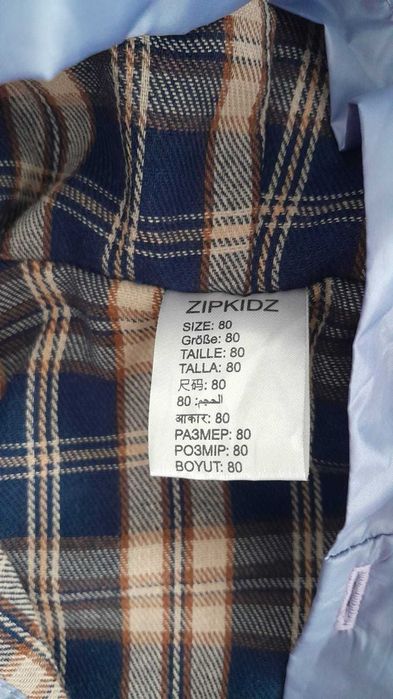 ZIPKIDZ
SIZE: 80
Größe: 80
TAILLE: 80
TALLA: 80
尺码: 80
الحجم: 80
आकार: 80
РАЗМЕР: 80
РОЗМІР: 80
BOYUT: 80